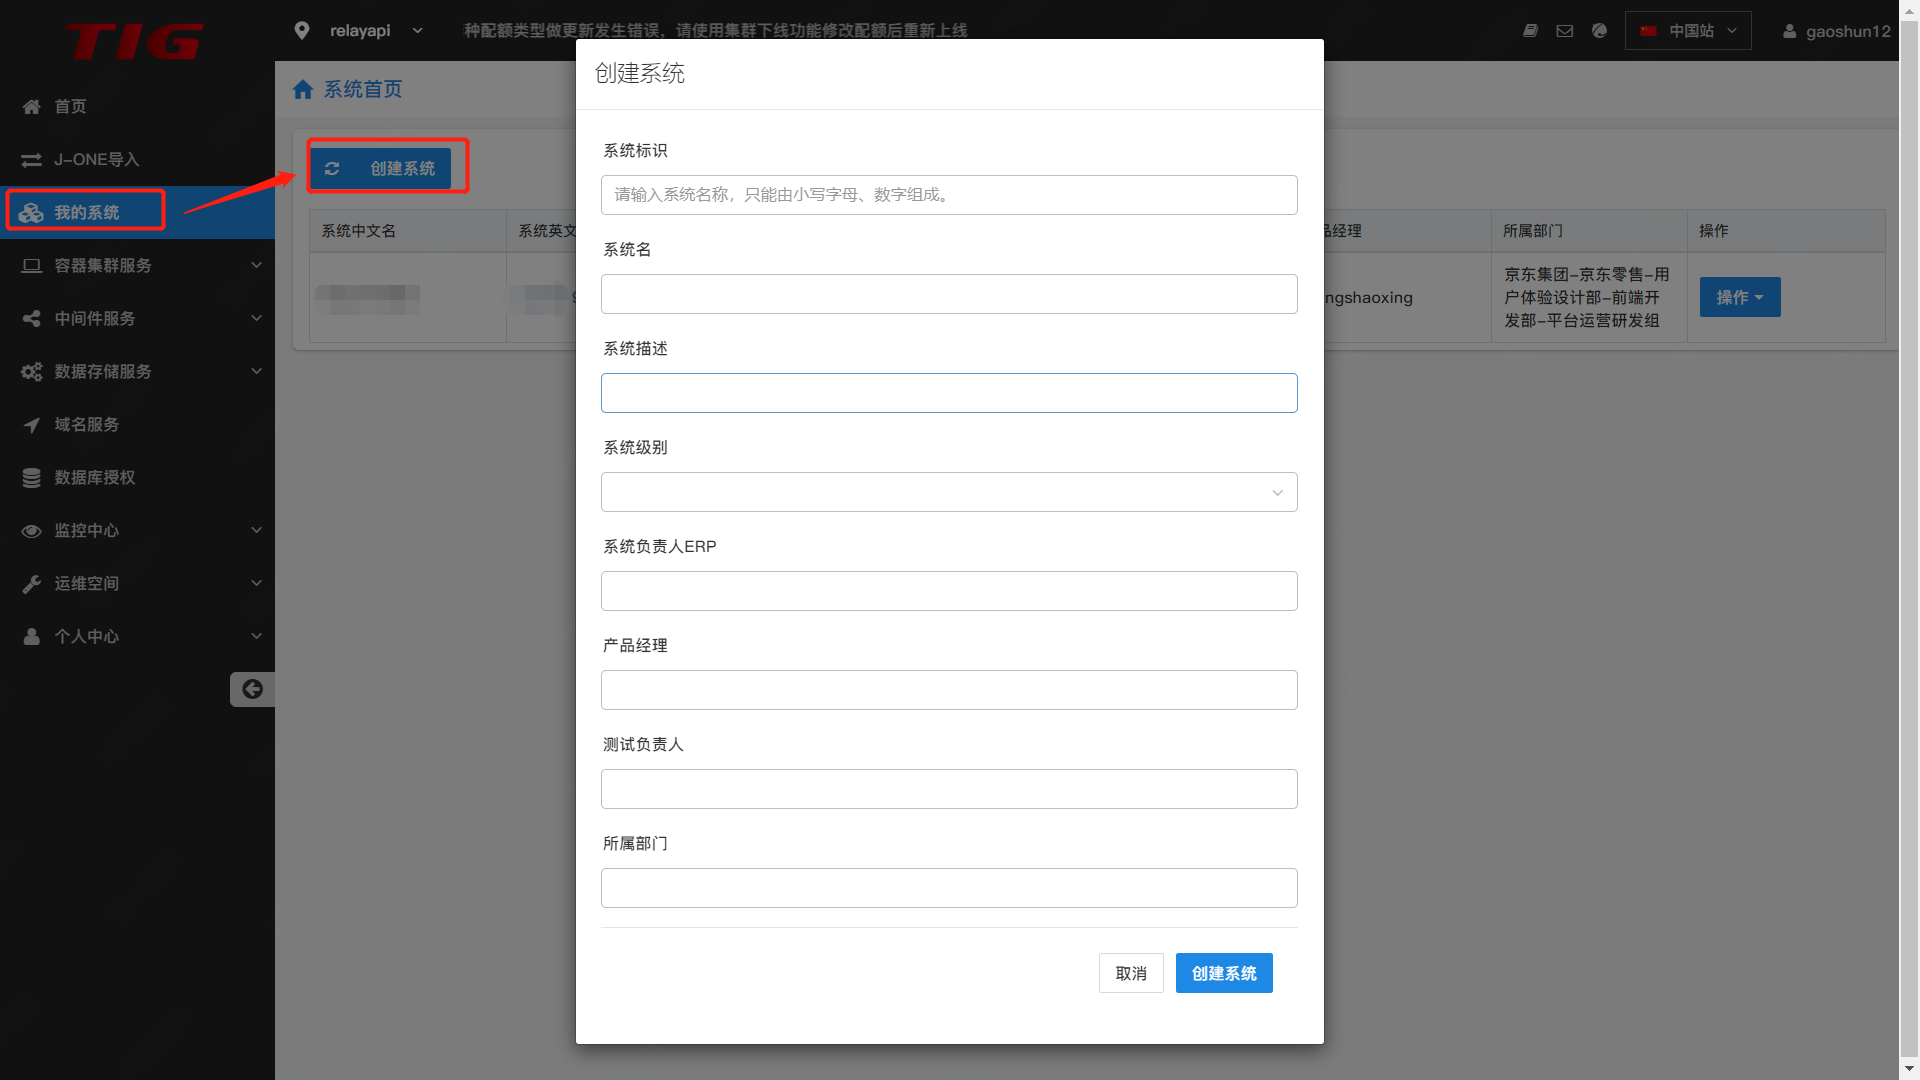 TIG
relayapi
种配额类型做更新发生错误，请使用集群下线功能修改配额后重新上线
中国站
gaoshun12
首页
J-ONE导入
我的系统
容器集群服务
中间件服务
数据存储服务
域名服务
数据库授权
监控中心
运维空间
个人中心
系统首页
创建系统
系统中文名
系统英文
品经理
所属部门
操作
ngshaoxing
京东集团-京东零售-用
户体验设计部-前端开
发部-平台运营研发组
操作
创建系统
系统标识
请输入系统名称，只能由小写字母、数字组成。
系统名
系统描述
系统级别
系统负责人ERP
产品经理
测试负责人
所属部门
取消
创建系统